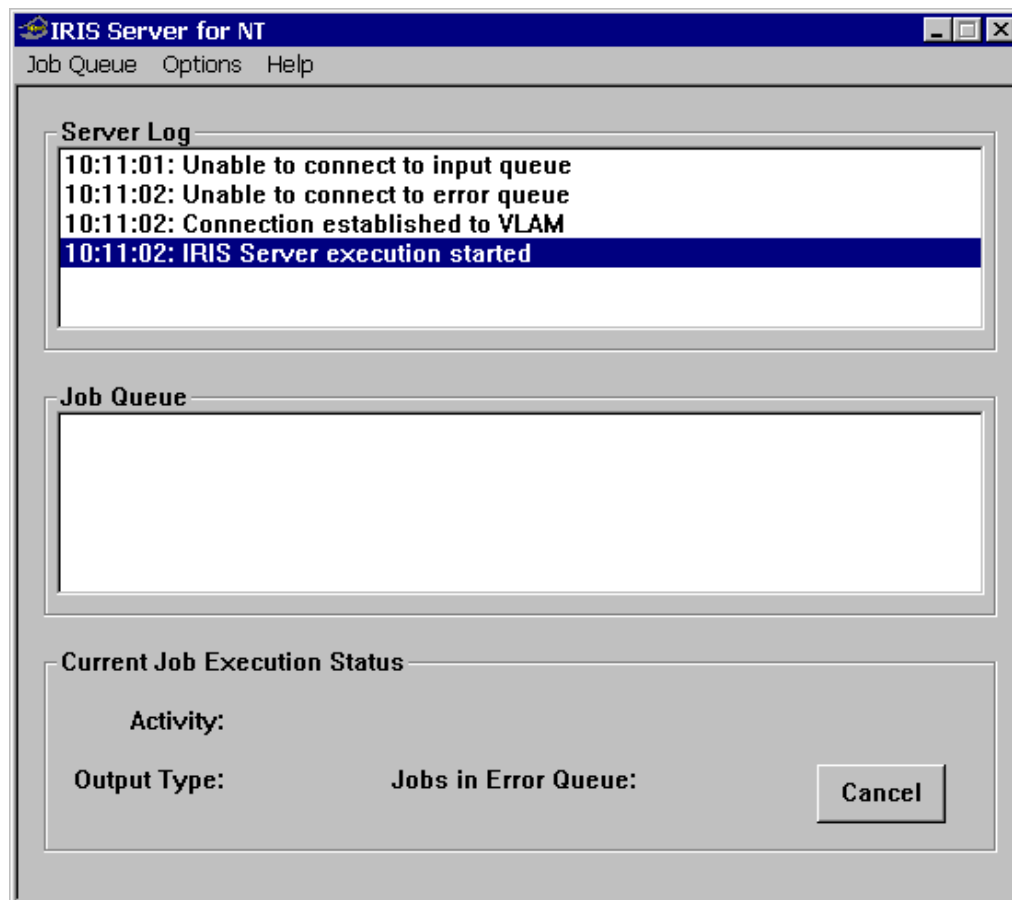 IRIS Server for NT
Job Queue Options Help
Server Log
10:11:01: Unable to connect to input queue
10:11:02: Unable to connect to error queue
10:11:02: Connection established to VLAM
10:11:02: IRIS Server execution started
Job Queue
Current Job Execution Status
Activity:
Output Type: Jobs in Error Queue:
Cancel